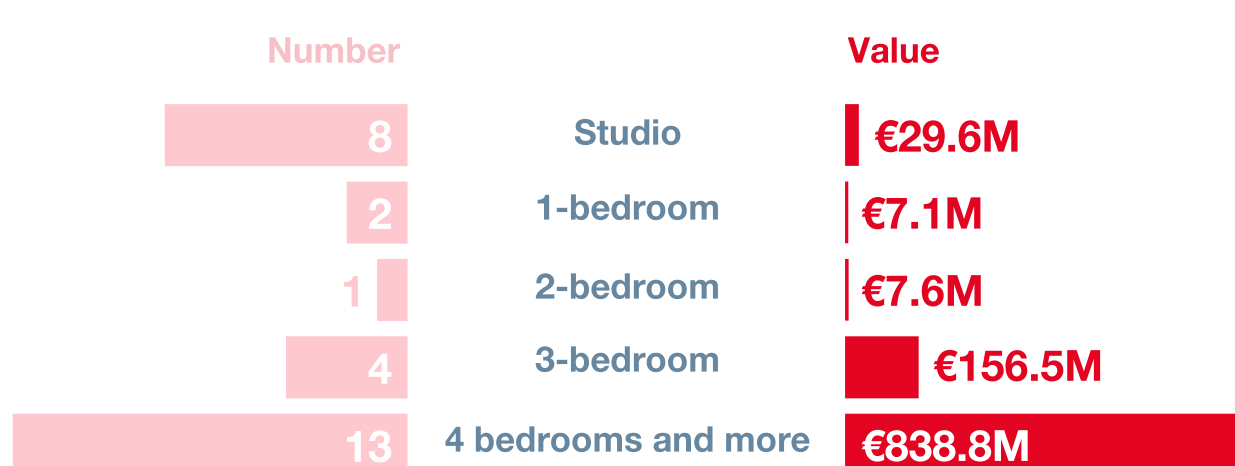 Number Value
8 Studio €29.6M
2 1-bedroom €7.1M
1 2-bedroom €7.6M
4 3-bedroom €156.5M
13 4 bedrooms and more €838.8M